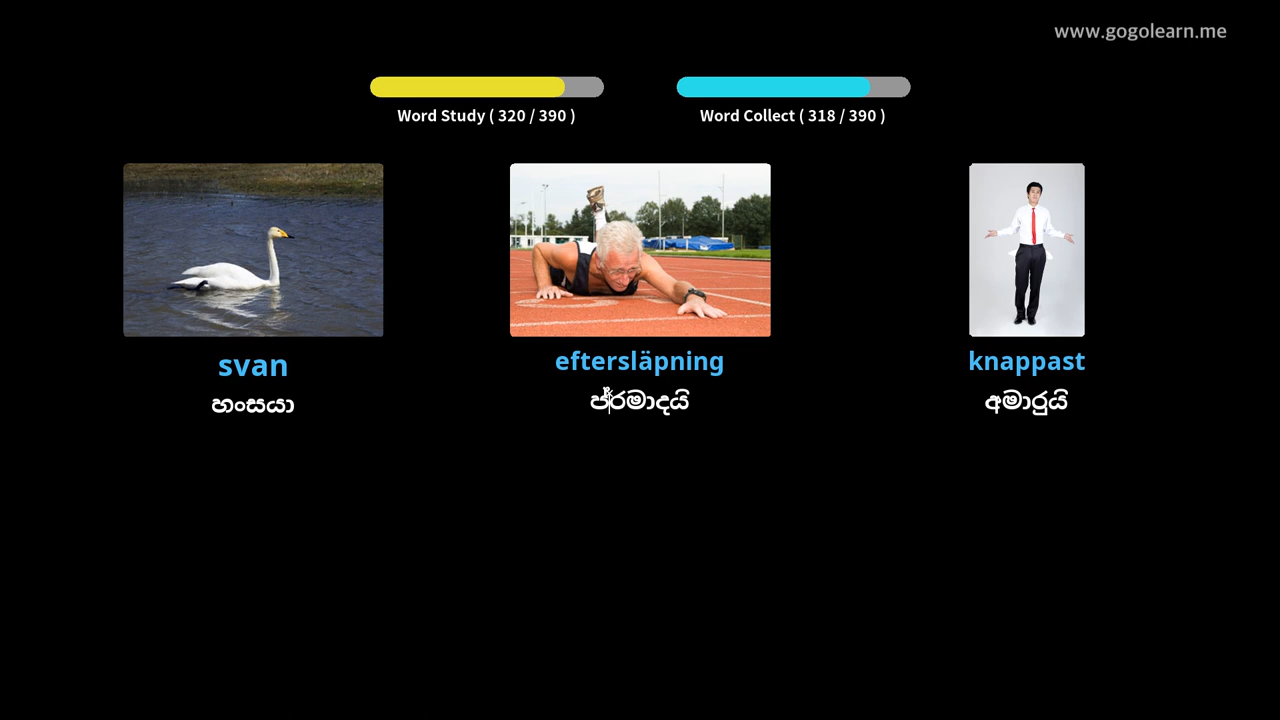 www.gogolearn.me
Word Study ( 320 / 390 )
Word Collect ( 318 / 390 )
svan
හංසයා
eftersläpning
ප්‍රමාදයි
knappast
අමාරුයි